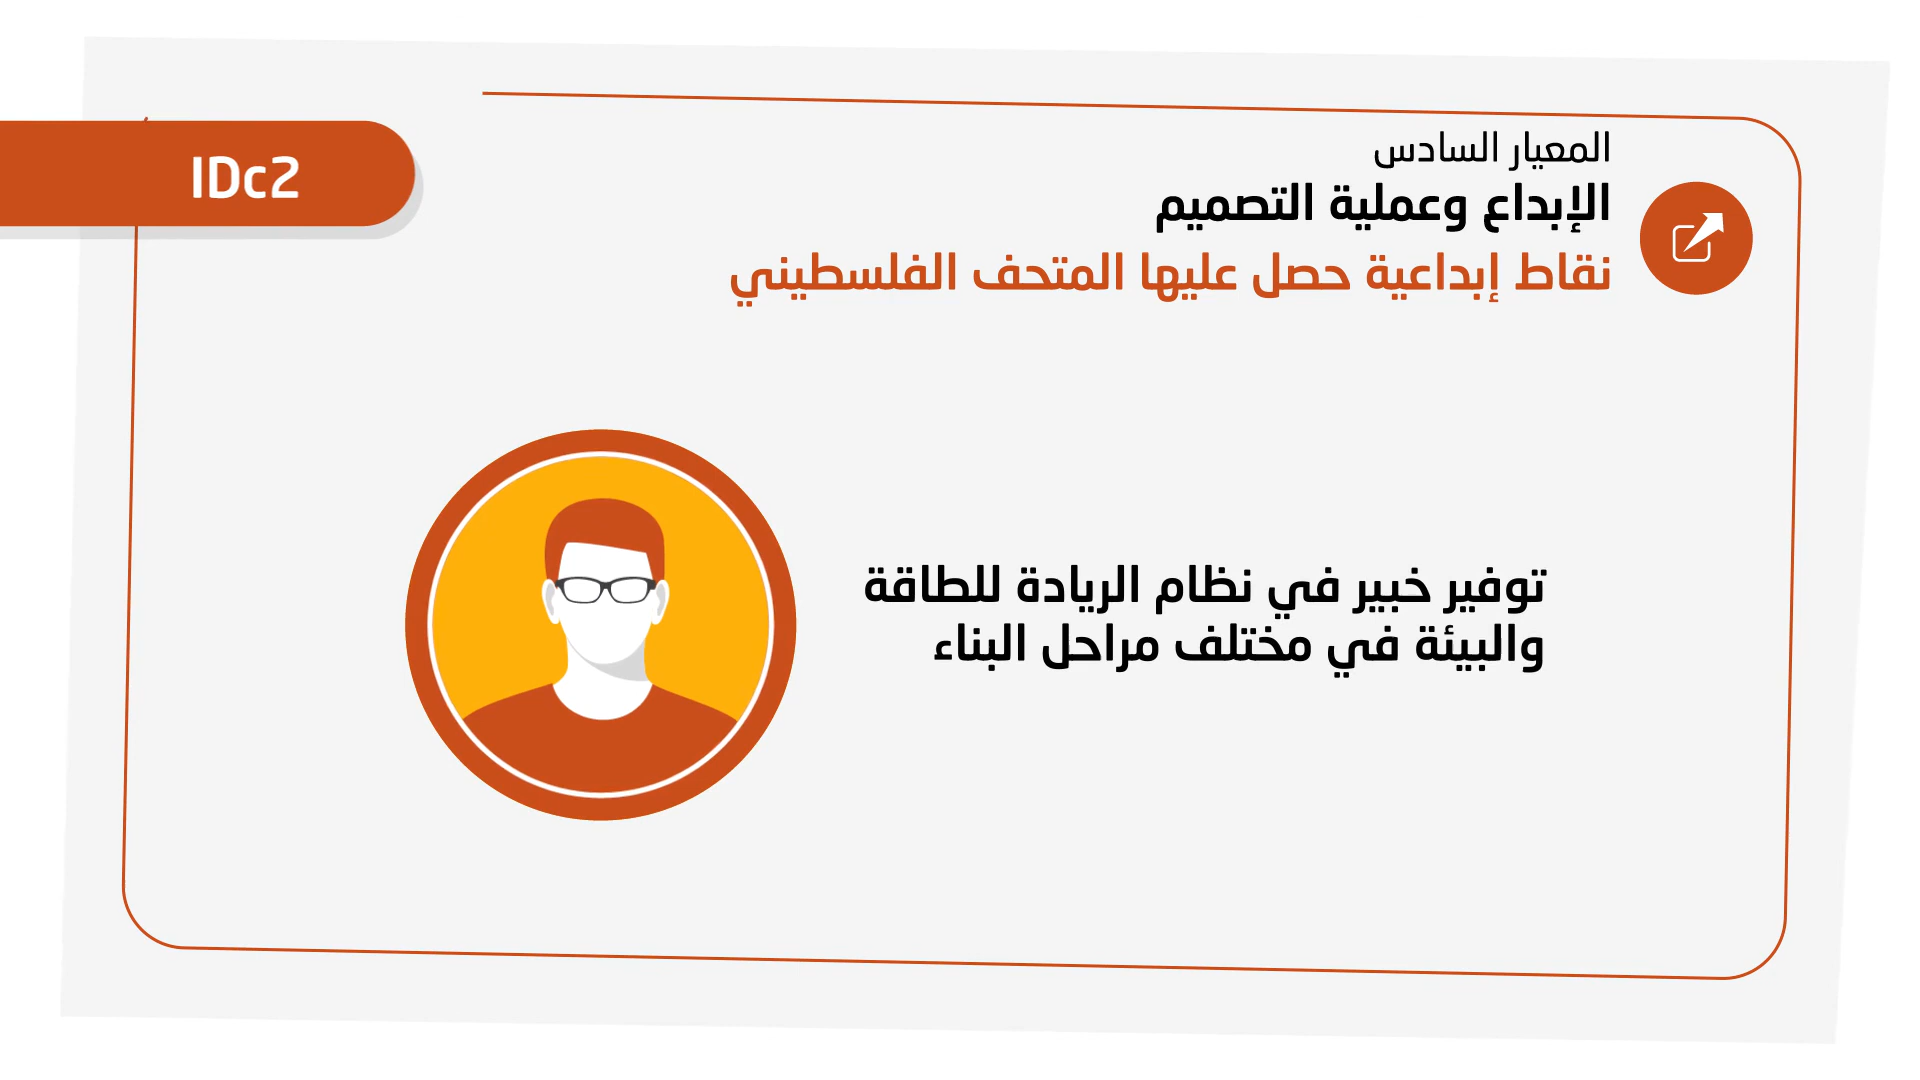 IDc2
المعيار السادس
الإبداع وعملية التصميم
نقاط إبداعية حصل عليها المتحف الفلسطيني
توفير خبير في نظام الريادة للطاقة
والبيئة في مختلف مراحل البناء